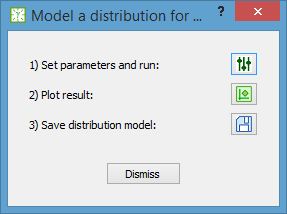 Model a distribution for ...
1) Set parameters and run:
2) Plot result:
3) Save distribution model:
Dismiss